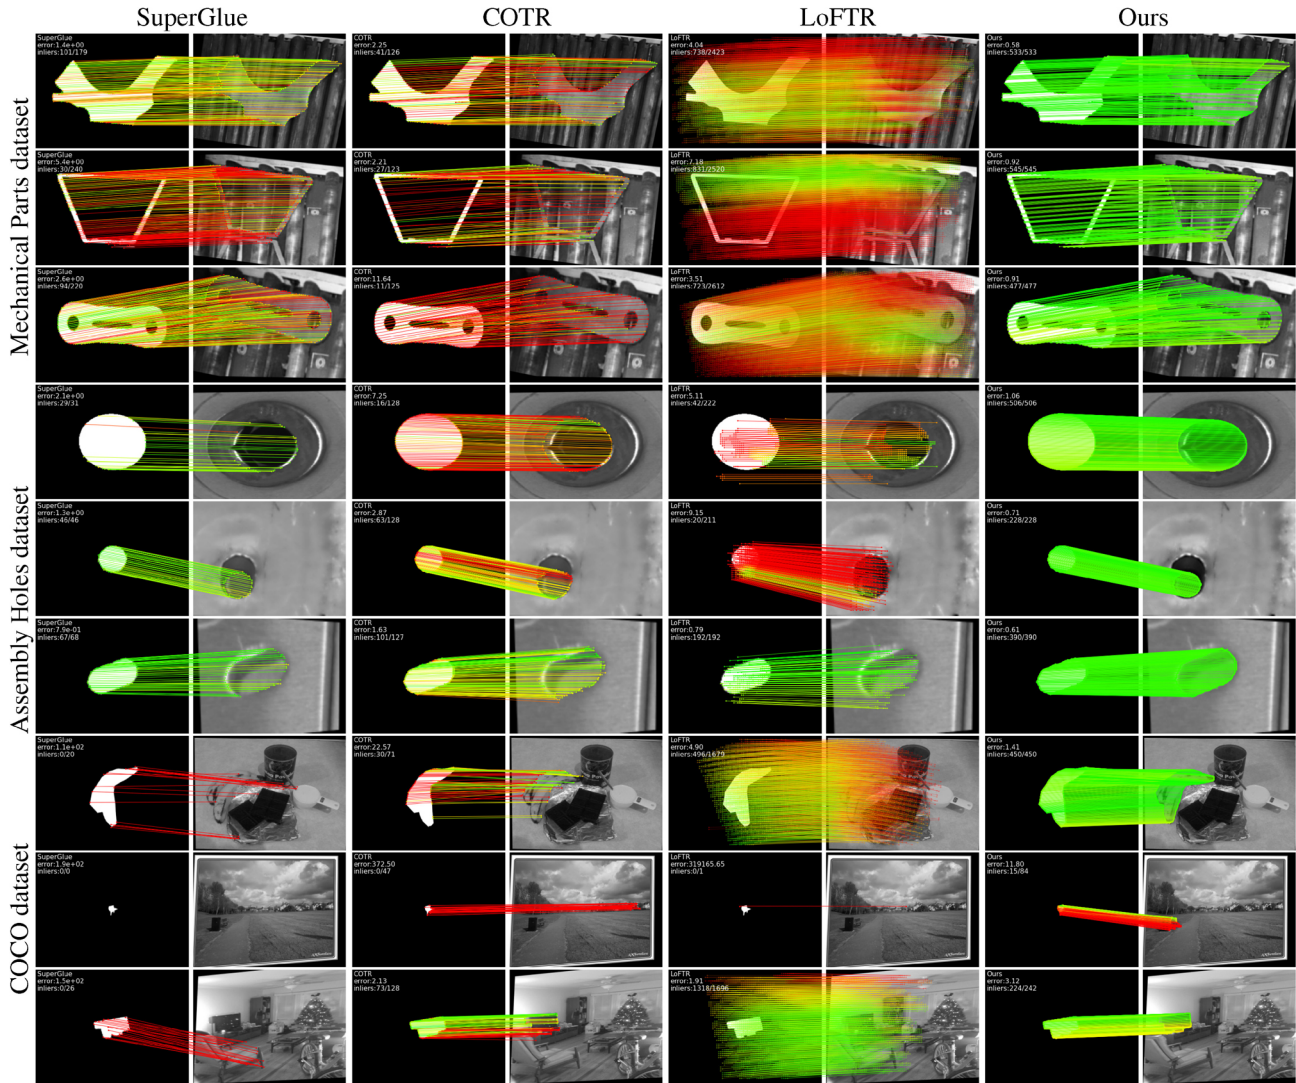 SuperGlue COTR LoFTR Ours
Mechanical Parts dataset
SuperGlue
error:1.4e+00
inliers:101/179
COTR
error:2.25
inliers:41/126
LoFTR
error:4.04
inliers:738/2423
Ours
error:0.58
inliers:533/533
SuperGlue
error:5.4e+00
inliers:30/240
COTR
error:2.21
inliers:27/123
LoFTR
error:7.18
inliers:831/2520
Ours
error:0.92
inliers:545/545
SuperGlue
error:2.6e+00
inliers:94/220
COTR
error:11.64
inliers:11/125
LoFTR
error:3.51
inliers:723/2612
Ours
error:0.91
inliers:477/477
Assembly Holes dataset
SuperGlue
error:2.1e+00
inliers:29/31
COTR
error:7.25
inliers:16/128
LoFTR
error:5.11
inliers:42/222
Ours
error:1.06
inliers:506/506
SuperGlue
error:1.3e+00
inliers:46/46
COTR
error:2.87
inliers:63/128
LoFTR
error:9.15
inliers:20/211
Ours
error:0.71
inliers:228/228
SuperGlue
error:7.9e-01
inliers:67/68
COTR
error:1.63
inliers:101/127
LoFTR
error:0.79
inliers:192/192
Ours
error:0.61
inliers:390/390
COCO dataset
SuperGlue
error:1.1e+02
inliers:0/20
COTR
error:22.57
inliers:30/71
LoFTR
error:4.90
inliers:496/1679
Ours
error:1.41
inliers:450/450
SuperGlue
error:1.9e+02
inliers:0/0
COTR
error:372.50
inliers:0/47
LoFTR
error:319165.65
inliers:0/1
Ours
error:11.80
inliers:15/84
SuperGlue
error:1.5e+02
inliers:0/26
COTR
error:2.13
inliers:73/128
LoFTR
error:1.91
inliers:1318/1696
Ours
error:3.12
inliers:224/242